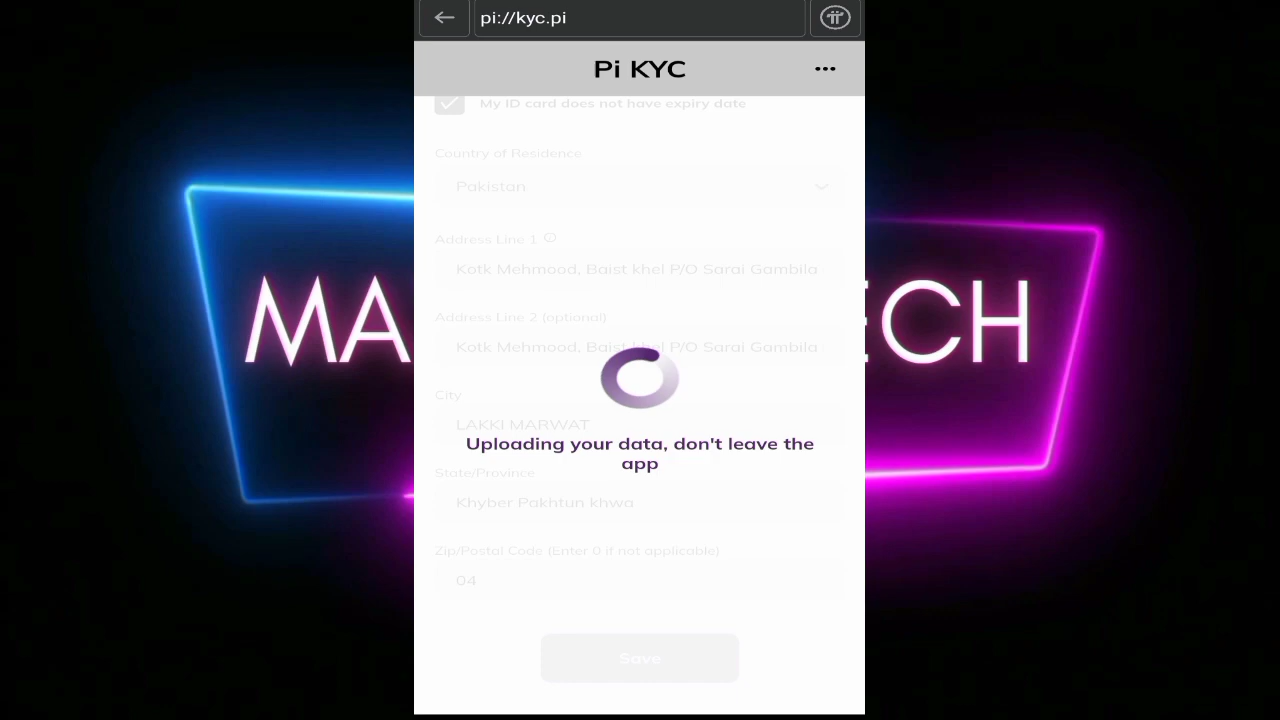 pi://kyc.pi
Pi KYC
My ID card does not have expiry date
Country of Residence
Pakistan
Address Line 1
Kotk Mehmood, Baist khel P/O Sarai Gambila
Address Line 2 (optional)
Kotk Mehmood, Baist khel P/O Sarai Gambila
City
LAKKI MARWAT
Uploading your data, don't leave the
app
State/Province
Khyber Pakhtun khwa
Zip/Postal Code (Enter 0 if not applicable)
04
Save
MA
ECH